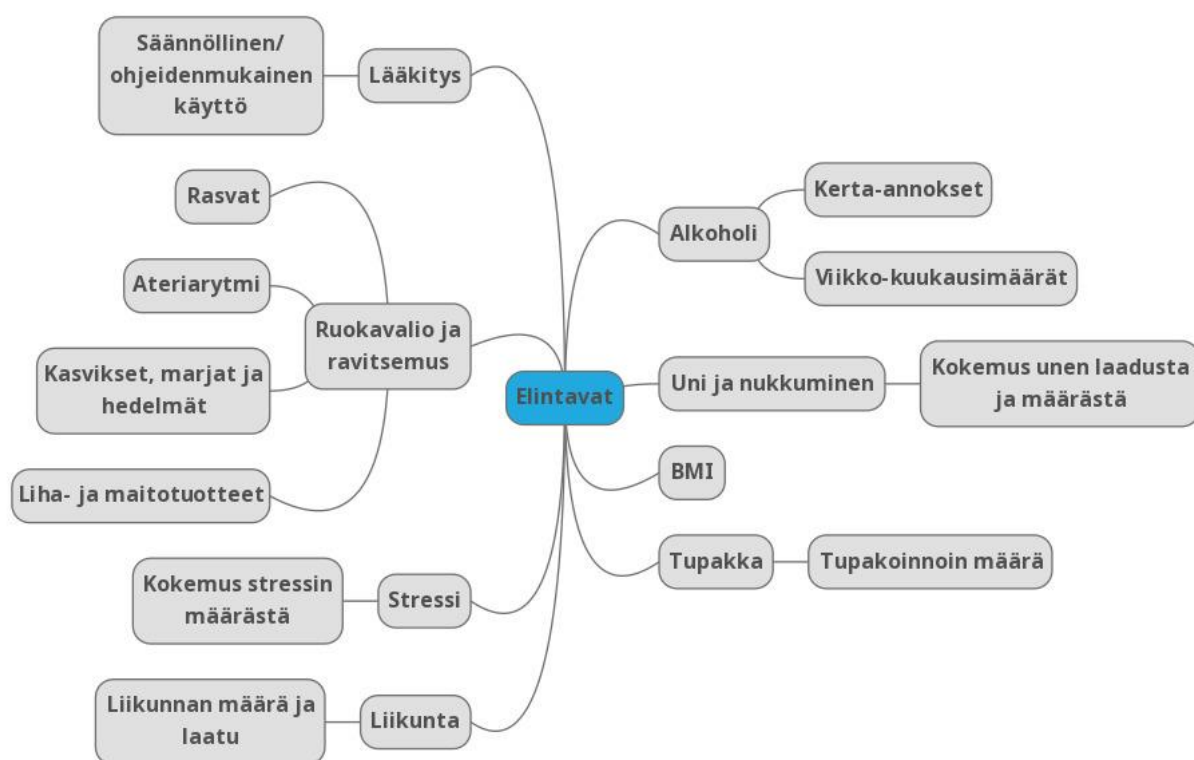 Säännöllinen/
ohjeidenmukainen
käyttö
Lääkitys
Rasvat
Ateriarytmi
Kasvikset, marjat ja
hedelmät
Liha- ja maitotuotteet
Ruokavalio ja
ravitsemus
Kokemus stressin
määrästä
Stressi
Liikunnan määrä ja
laatu
Liikunta
Elintavat
Alkoholi
Kerta-annokset
Viikko-kuukausimäärät
Uni ja nukkuminen
Kokemus unen laadusta
ja määrästä
BMI
Tupakka
Tupakoinnoin määrä